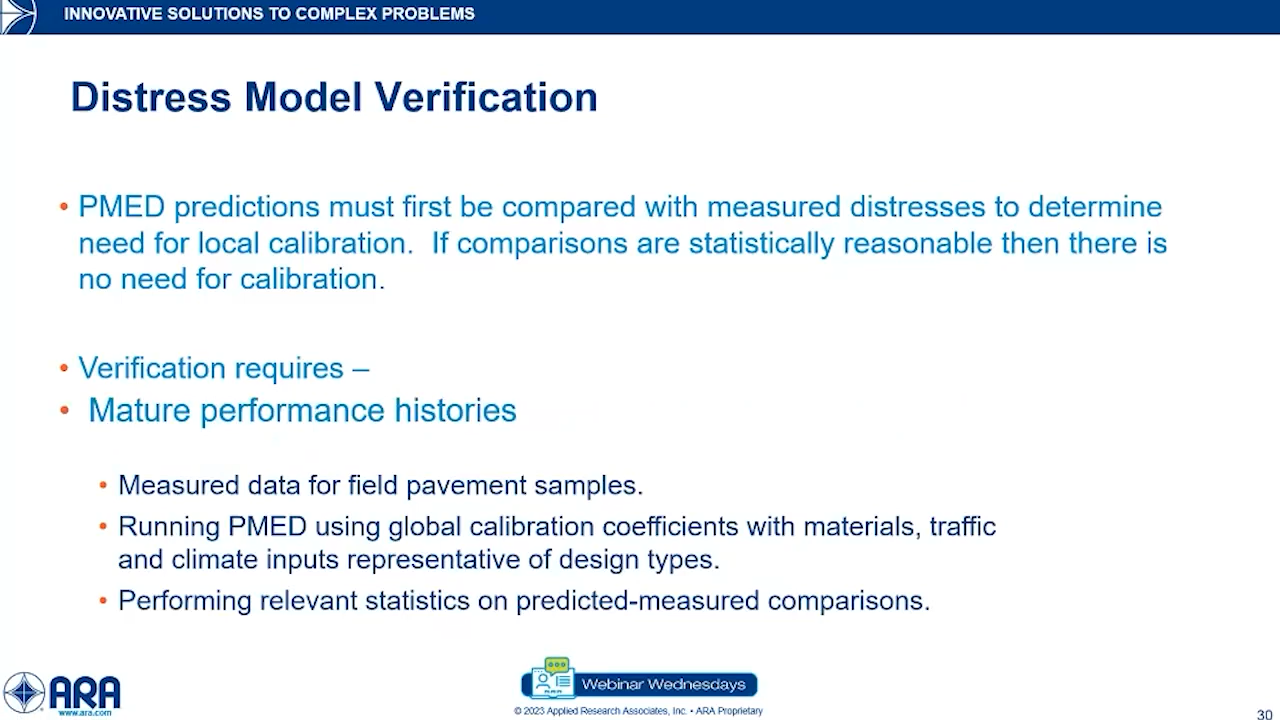 INNOVATIVE SOLUTIONS TO COMPLEX PROBLEMS
Distress Model Verification
• PMED predictions must first be compared with measured distresses to determine
need for local calibration.  If comparisons are statistically reasonable then there is
no need for calibration.
• Verification requires –
• Mature performance histories
• Measured data for field pavement samples.
• Running PMED using global calibration coefficients with materials, traffic
and climate inputs representative of design types.
• Performing relevant statistics on predicted-measured comparisons.
ARA
www.ara.com
Webinar Wednesdays
© 2023 Applied Research Associates, Inc. • ARA Proprietary
30